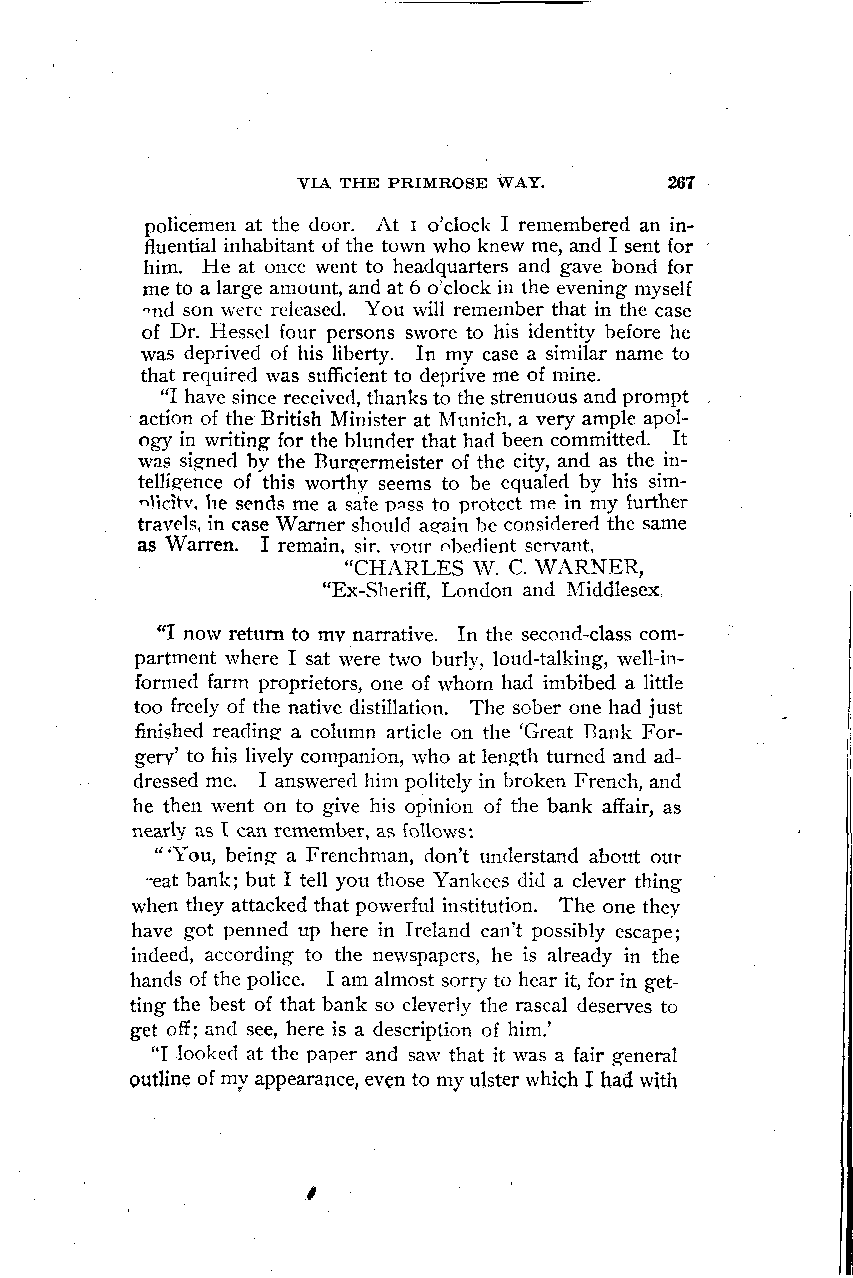 VIA THE PRIMROSE WAY. 267
policemen at the door. At 1 o'clock I remembered an in-
fluential inhabitant of the town who knew me, and I sent for
him. He at once went to headquarters and gave bond for
me to a large amount, and at 6 o'clock in the evening myself
and son were released. You will remember that in the case
of Dr. Hessel four persons swore to his identity before he
was deprived of his liberty. In my case a similar name to
that required was sufficient to deprive me of mine.
"I have since received, thanks to the strenuous and prompt
action of the British Minister at Munich, a very ample apol-
ogy in writing for the blunder that had been committed. It
was signed by the Burgermeister of the city, and as the in-
telligence of this worthy seems to be equaled by his sim-
plicity, he sends me a safe pass to protect me in my further
travels, in case Warner should again be considered the same
as Warren. I remain, sir, your obedient servant,
"CHARLES W. C. WARNER,
"Ex-Sheriff, London and Middlesex.
"I now return to my narrative. In the second-class com-
partment where I sat were two burly, loud-talking, well-in-
formed farm proprietors, one of whom had imbibed a little
too freely of the native distillation. The sober one had just
finished reading a column article on the 'Great Bank For-
gery' to his lively companion, who at length turned and ad-
dressed me. I answered him politely in broken French, and
he then went on to give his opinion of the bank affair, as
nearly as I can remember, as follows:
"'You, being a Frenchman, don't understand about our
eat bank; but I tell you those Yankees did a clever thing
when they attacked that powerful institution. The one they
have got penned up here in Ireland can't possibly escape;
indeed, according to the newspapers, he is already in the
hands of the police. I am almost sorry to hear it, for in get-
ting the best of that bank so cleverly the rascal deserves to
get off; and see, here is a description of him.'
"I looked at the paper and saw that it was a fair general
outline of my appearance, even to my ulster which I had with